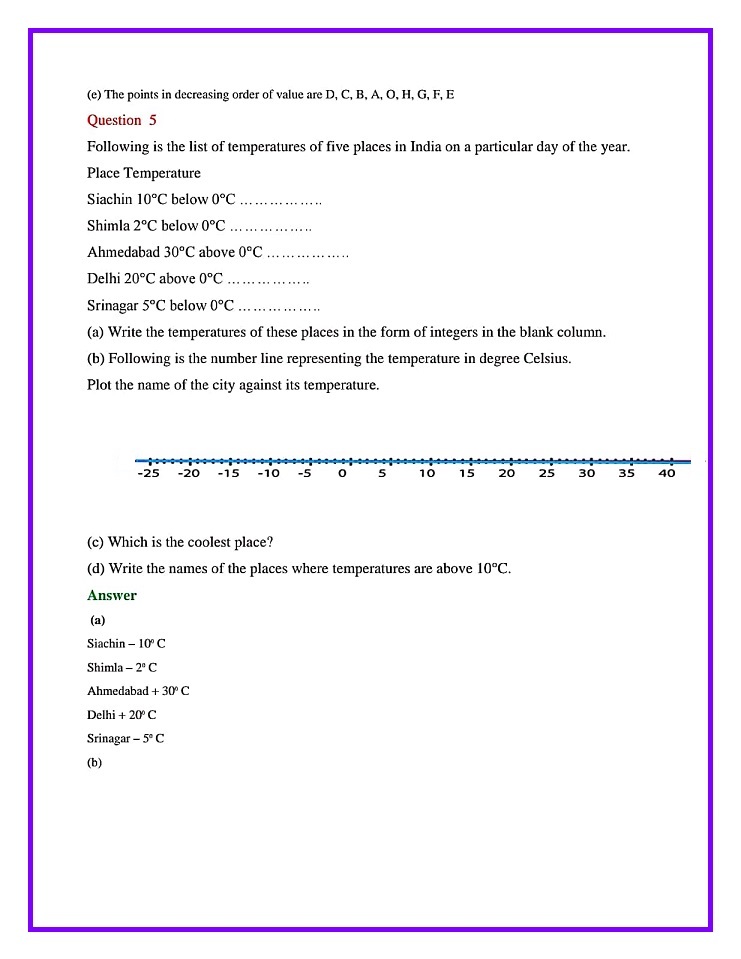 (e) The points in decreasing order of value are D, C, B, A, O, H, G, F, E
Question 5
Following is the list of temperatures of five places in India on a particular day of the year.
Place Temperature
Siachin 10°C below 0°C ……………..
Shimla 2°C below 0°C ……………..
Ahmedabad 30°C above 0°C ……………..
Delhi 20°C above 0°C ……………..
Srinagar 5°C below 0°C ……………..
(a) Write the temperatures of these places in the form of integers in the blank column.
(b) Following is the number line representing the temperature in degree Celsius.
Plot the name of the city against its temperature.
-25 -20 -15 -10 -5 0 5 10 15 20 25 30 35 40
(c) Which is the coolest place?
(d) Write the names of the places where temperatures are above 10°C.
Answer
(a)
Siachin – 10⁰ C
Shimla – 2⁰ C
Ahmedabad + 30⁰ C
Delhi + 20⁰ C
Srinagar – 5⁰ C
(b)